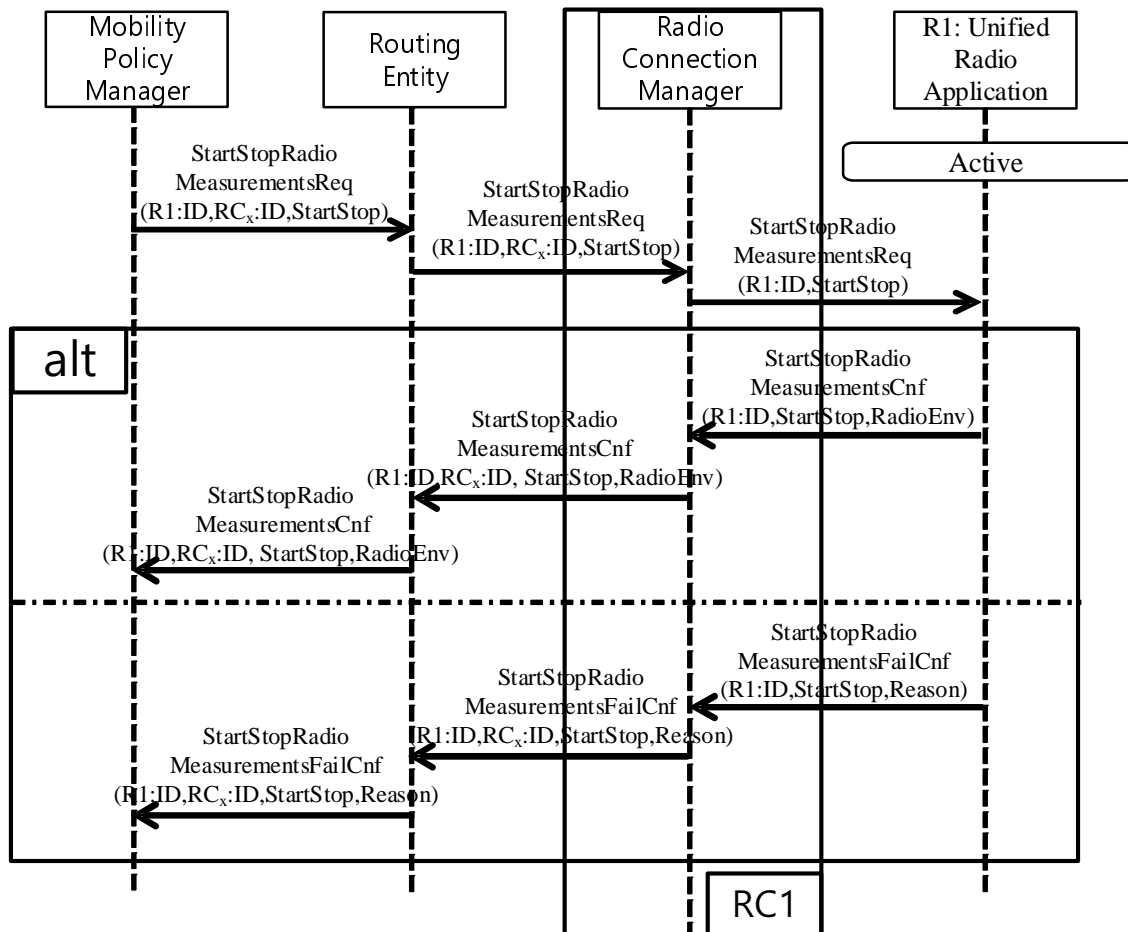 Mobility
Policy
Manager
Routing
Entity
Radio
Connection
Manager
R1: Unified
Radio
Application
Active
StartStopRadio
MeasurementsReq
(R1:ID,RCx:ID,StartStop)
StartStopRadio
MeasurementsReq
(R1:ID,RCx:ID,StartStop)
StartStopRadio
MeasurementsReq
(R1:ID,StartStop)
alt
StartStopRadio
MeasurementsCnf
(R1:ID,StartStop,RadioEnv)
StartStopRadio
MeasurementsCnf
(R1:ID,RCx:ID, StartStop,RadioEnv)
StartStopRadio
MeasurementsCnf
(R1:ID,RCx:ID, StartStop,RadioEnv)
StartStopRadio
MeasurementsFailCnf
(R1:ID,StartStop,Reason)
StartStopRadio
MeasurementsFailCnf
(R1:ID,RCx:ID,StartStop,Reason)
StartStopRadio
MeasurementsFailCnf
(R1:ID,RCx:ID,StartStop,Reason)
RC1